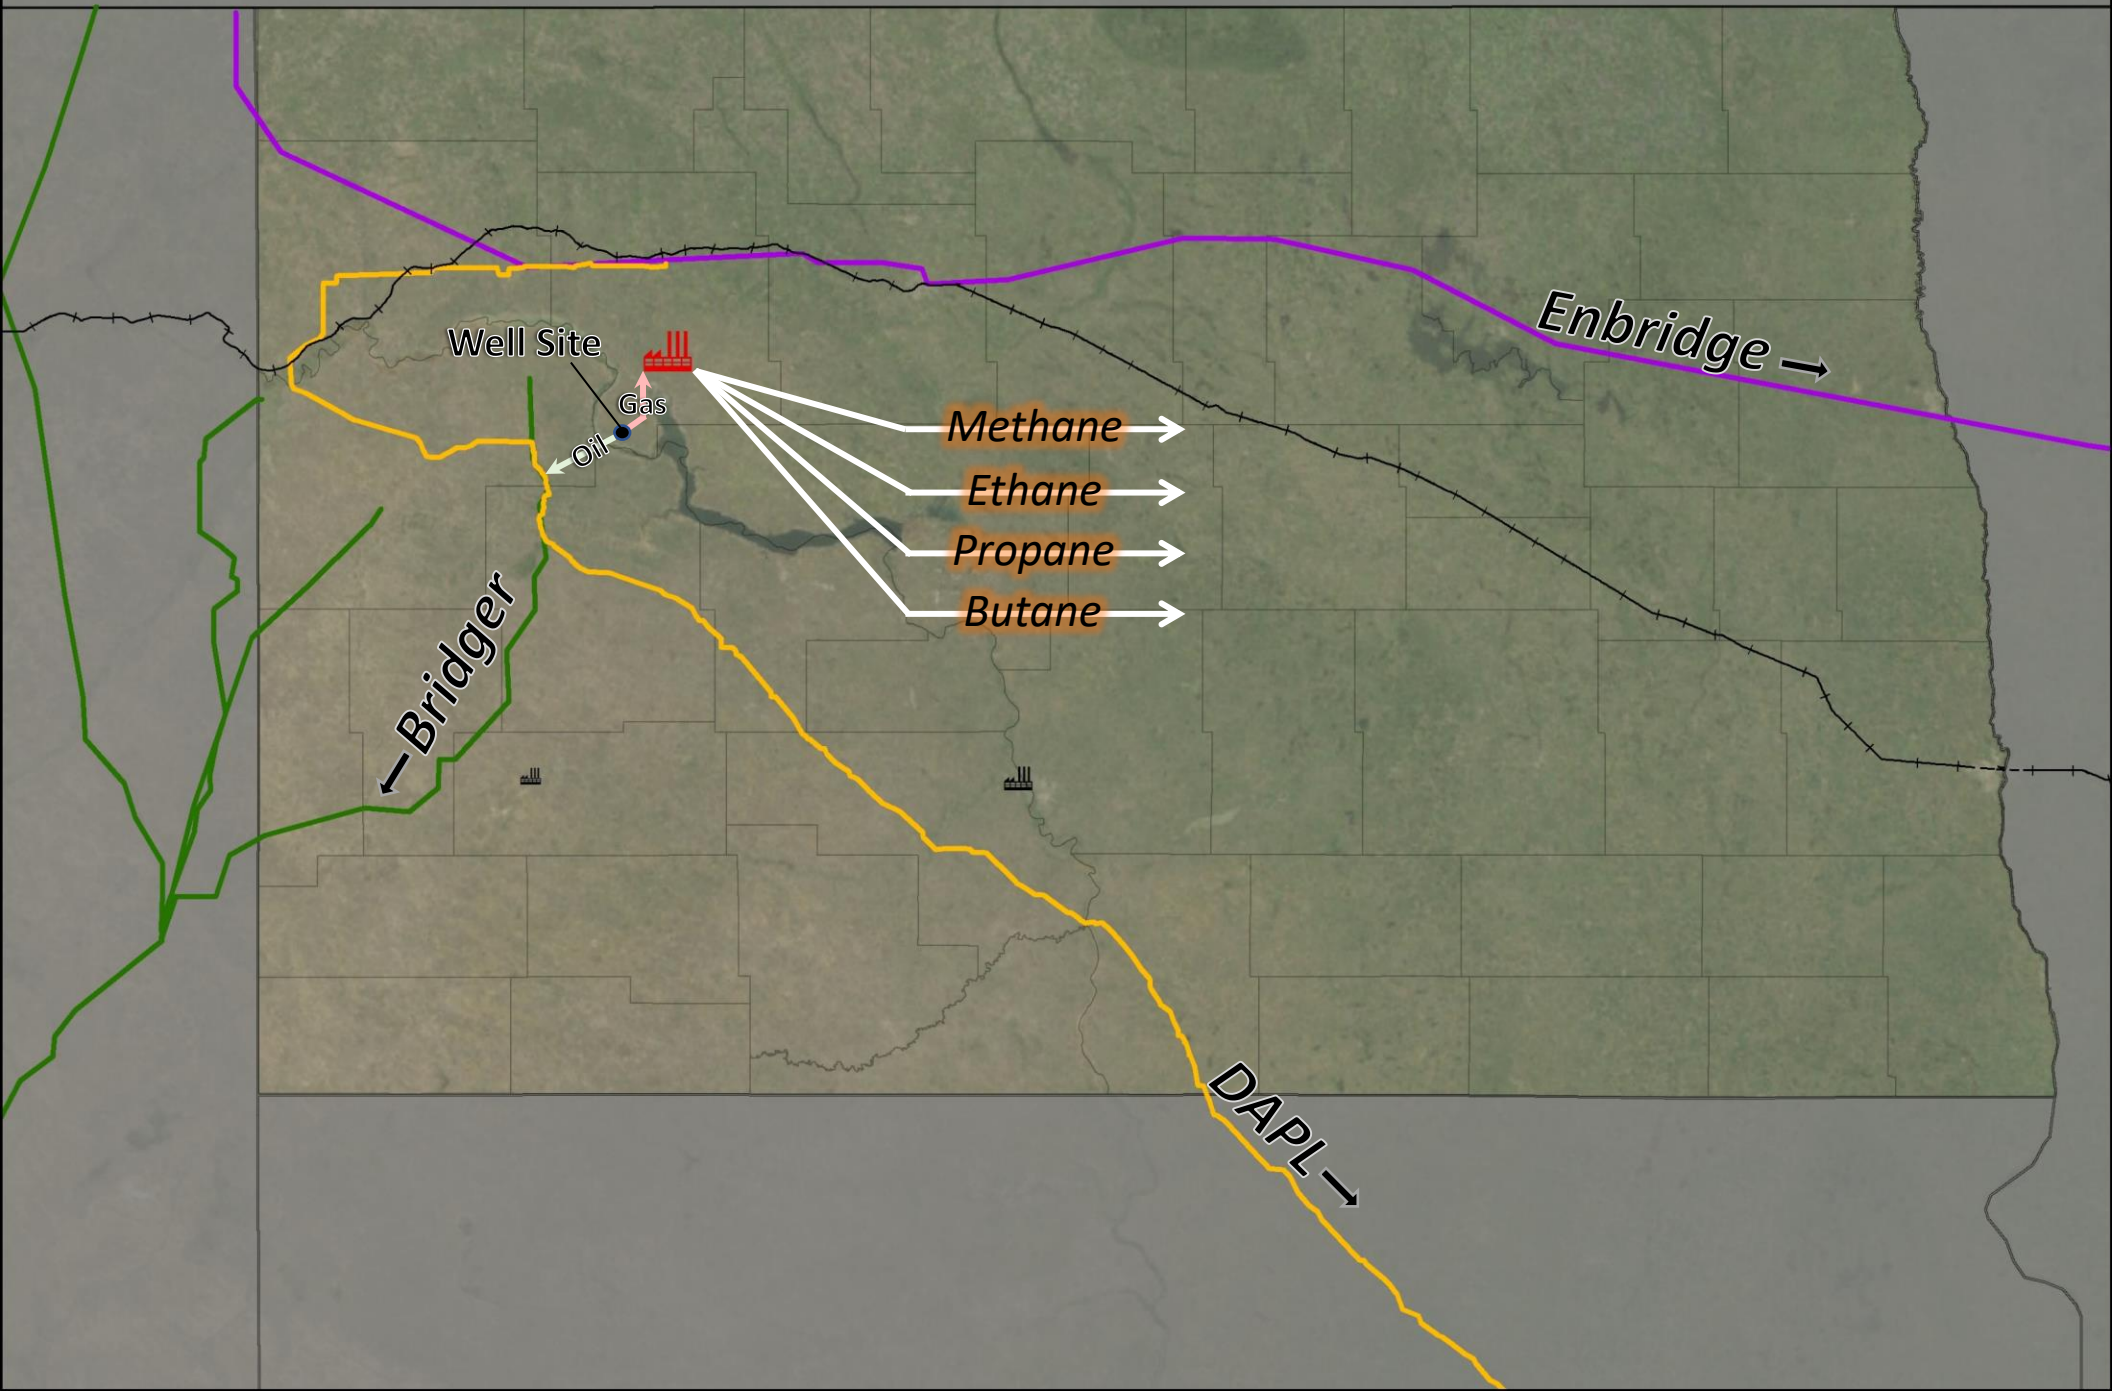 Enbridge
Well Site
Gas
Oil
Methane
Ethane
Propane
Butane
Bridger
DAPL